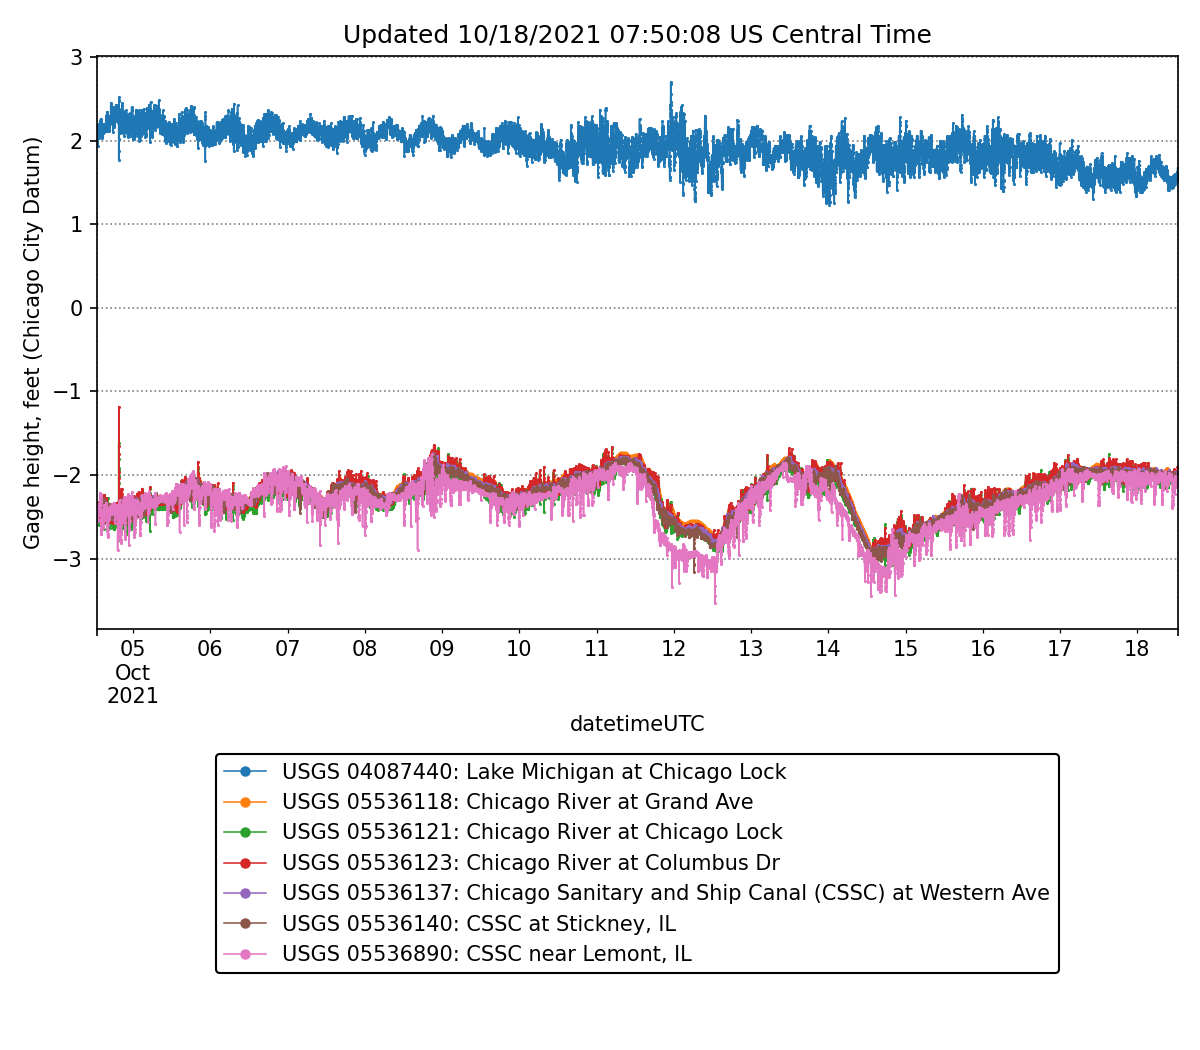 Updated 10/18/2021 07:50:08 US Central Time
Gage height, feet (Chicago City Datum)
3
2
1
0
−1
−2
−3
05 06 07 08 09 10 11 12 13 14 15 16 17 18
Oct
2021
datetimeUTC
USGS 04087440: Lake Michigan at Chicago Lock
USGS 05536118: Chicago River at Grand Ave
USGS 05536121: Chicago River at Chicago Lock
USGS 05536123: Chicago River at Columbus Dr
USGS 05536137: Chicago Sanitary and Ship Canal (CSSC) at Western Ave
USGS 05536140: CSSC at Stickney, IL
USGS 05536890: CSSC near Lemont, IL